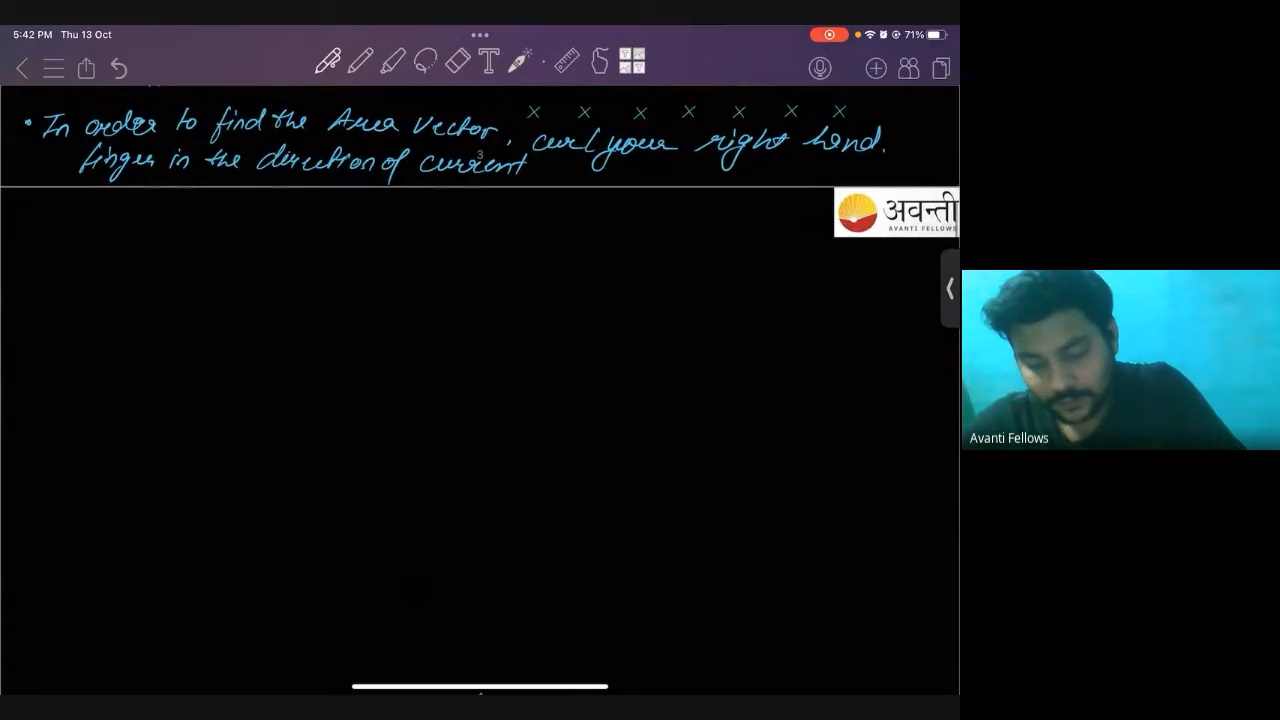 5:42 PM Thu 13 Oct
71%
• In order to find the Area Vector, curl your right hand.
finger in the direction of current
3
अवन्ती
AVANTI FELLOWS
Avanti Fellows